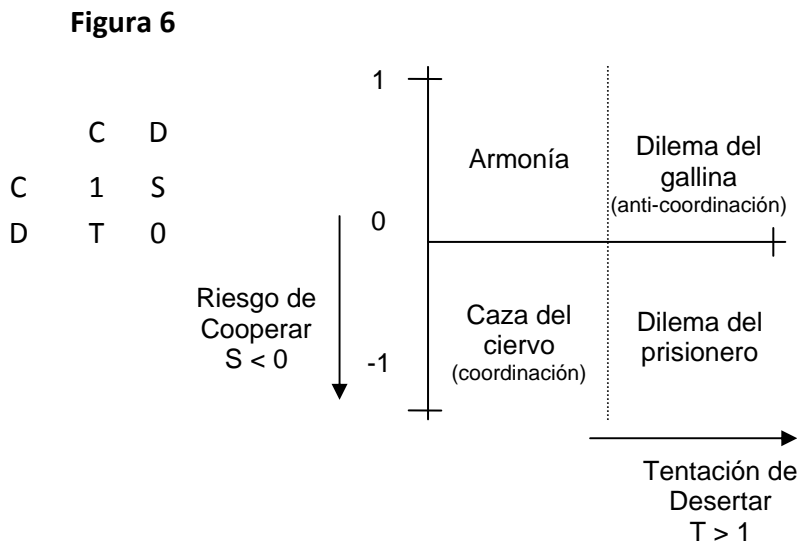 Figura 6
C D
C 1 S
D T 0
Riesgo de
Cooperar
S < 0
1
0
-1
Armonía
Dilema del
gallina
(anti-coordinación)
Caza del
ciervo
(coordinación)
Dilema del
prisionero
Tentación de
Desertar
T > 1